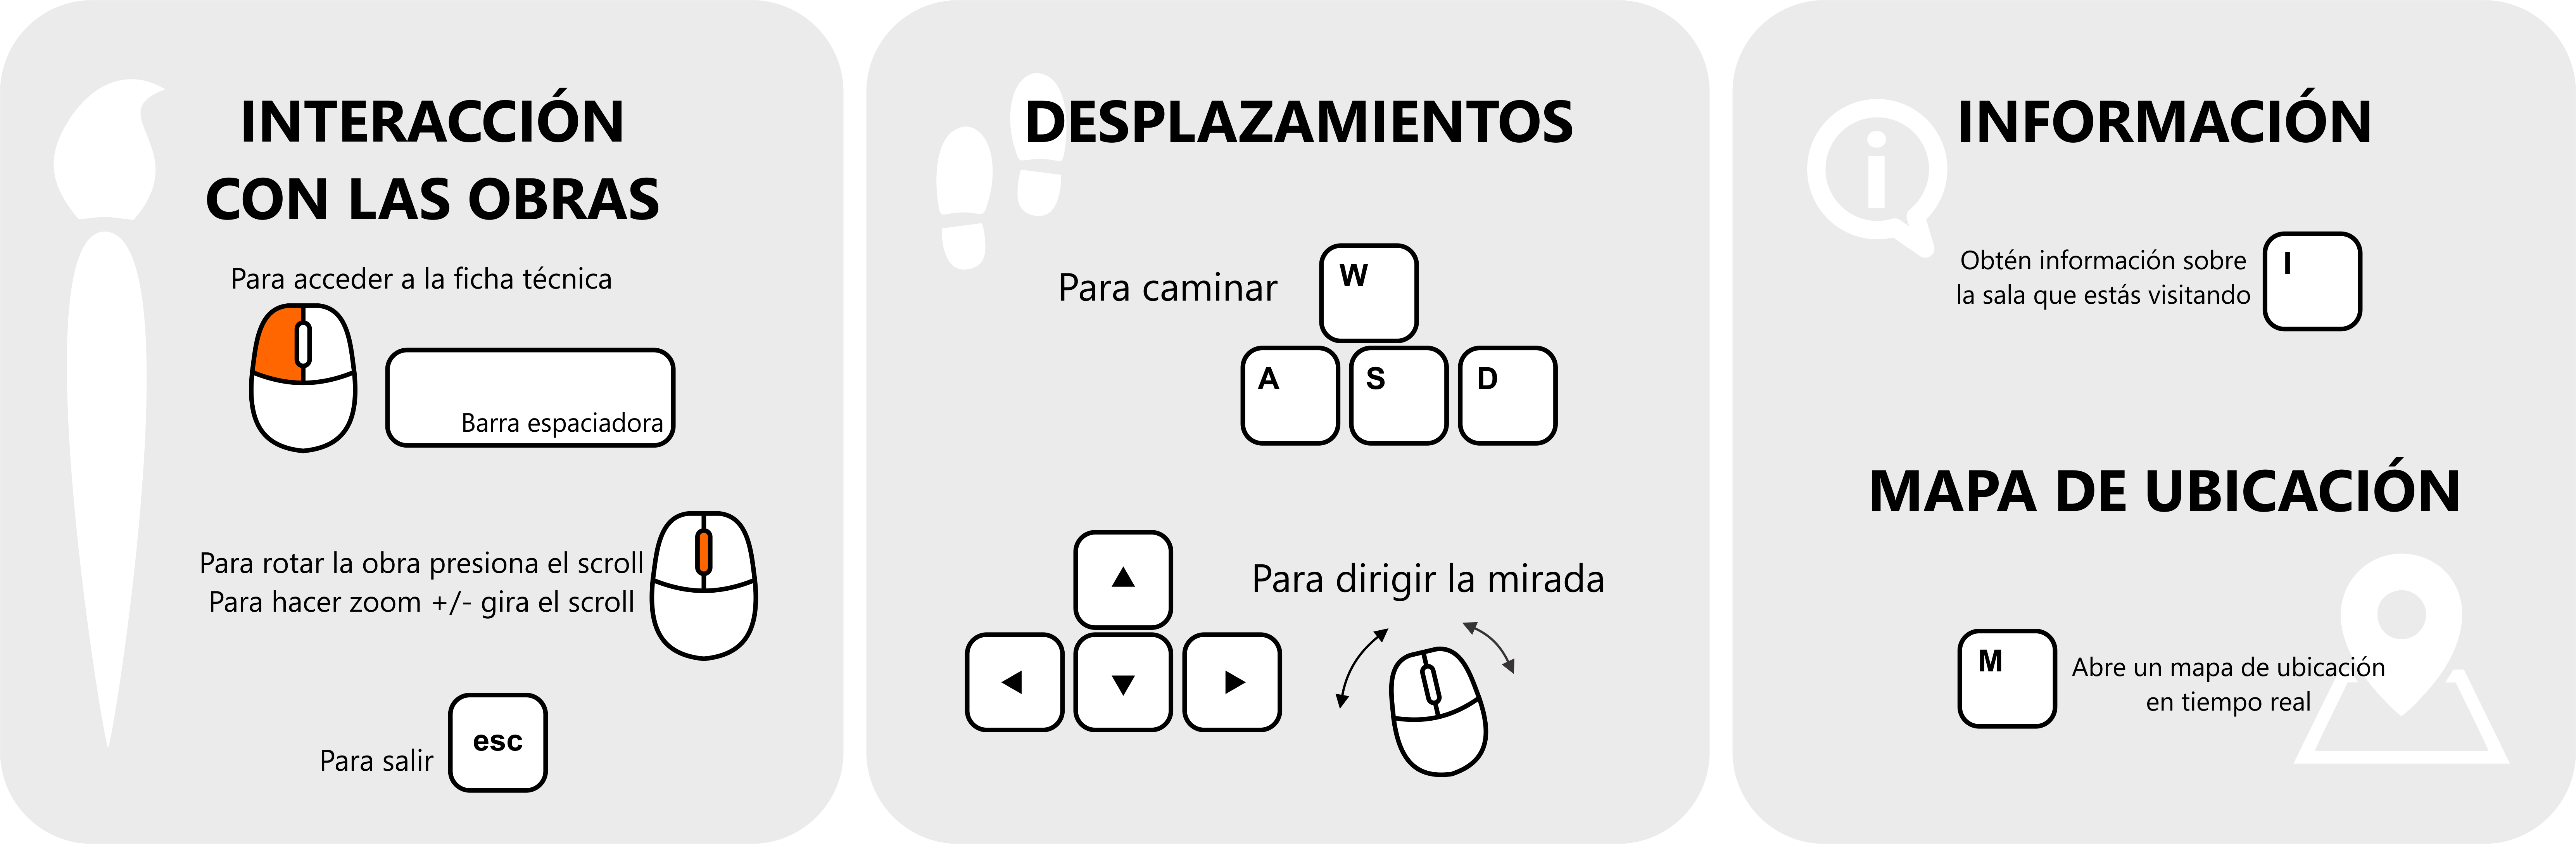 INTERACCIÓN
CON LAS OBRAS
Para acceder a la ficha técnica
Barra espaciadora
Para rotar la obra presiona el scroll
Para hacer zoom +/- gira el scroll
Para salir
esc
DESPLAZAMIENTOS
Para caminar
W
A S D
Para dirigir la mirada
INFORMACIÓN
i
Obtén información sobre
la sala que estás visitando
I
MAPA DE UBICACIÓN
M
Abre un mapa de ubicación
en tiempo real